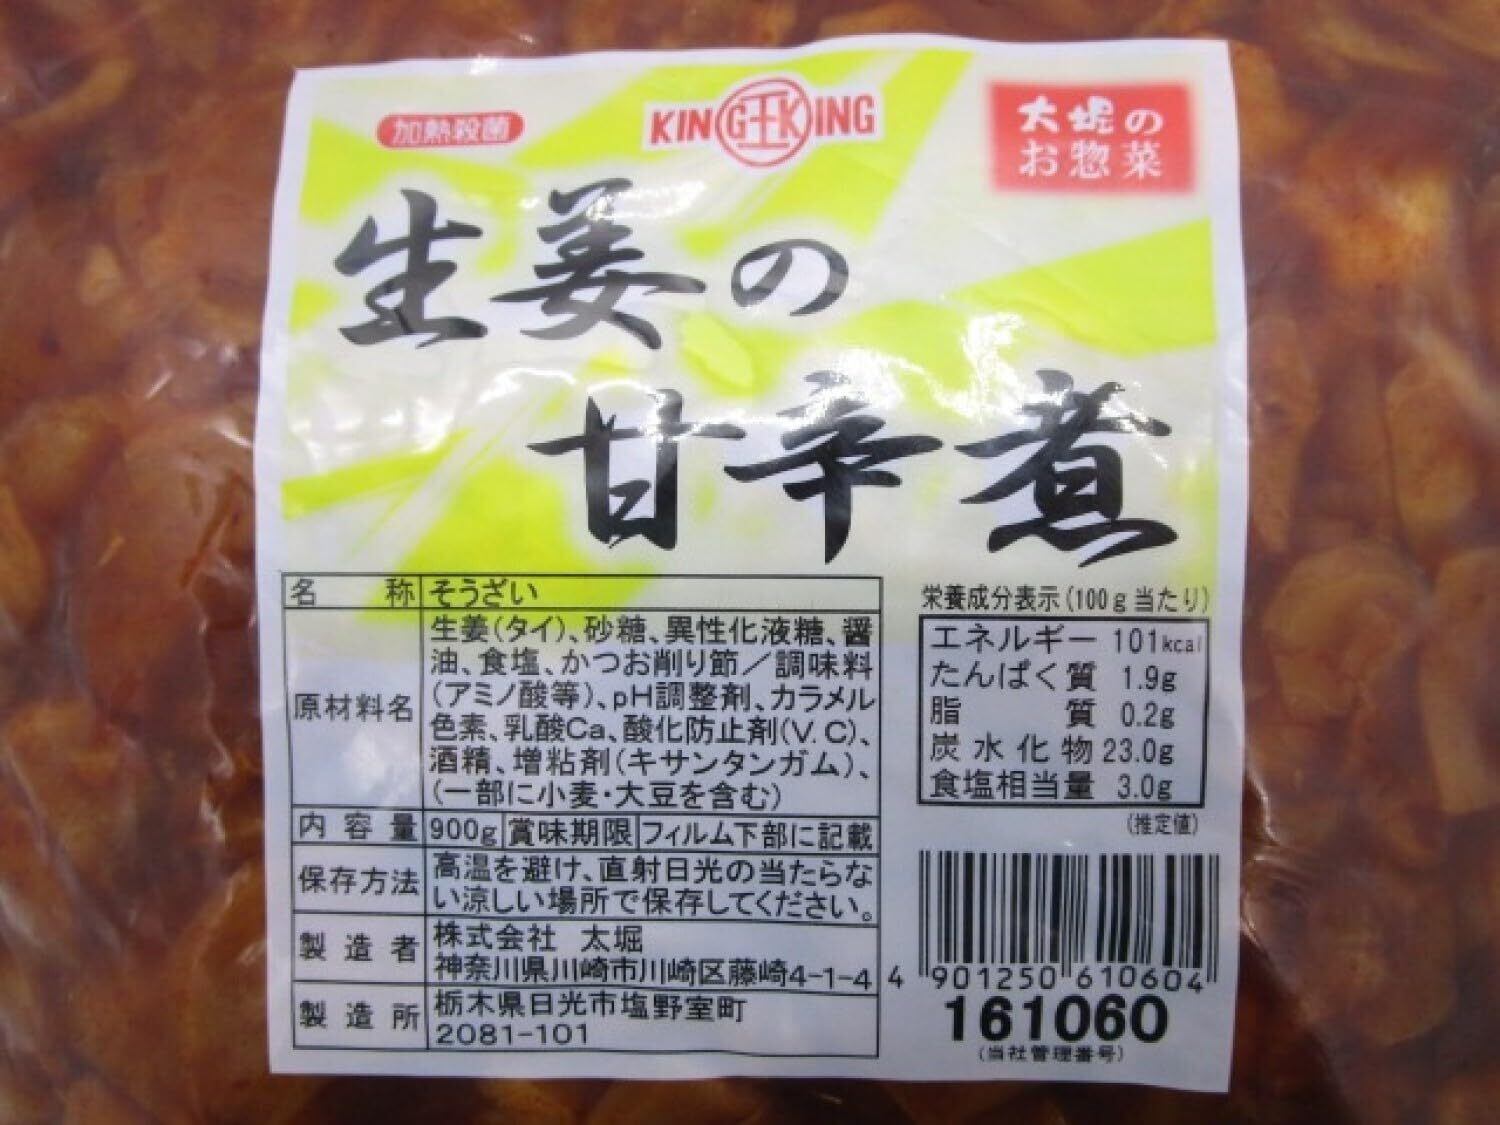 加熱殺菌
KING 王 KING
太堀の
お惣菜
生姜の
甘辛煮
名称 そうざい
原材料名
生姜(タイ)、砂糖、異性化液糖、醤
油、食塩、かつお削り節／調味料
(アミノ酸等)、pH調整剤、カラメル
色素、乳酸Ca、酸化防止剤(V.C)、
酒精、増粘剤(キサンタンガム)、
(一部に小麦・大豆を含む)
内容量 900g 賞味期限 フィルム下部に記載
保存方法
高温を避け、直射日光の当たらな
い涼しい場所で保存してください。
製造者
株式会社 太堀
神奈川県川崎市川崎区藤崎4-1-4
製造所
栃木県日光市塩野室町
2081-101
栄養成分表示(100g当たり)
エネルギー 101kcal
たんぱく質 1.9g
脂質 0.2g
炭水化物 23.0g
食塩相当量 3.0g
(推定値)
4 901250 610604
161060
(当社管理番号)